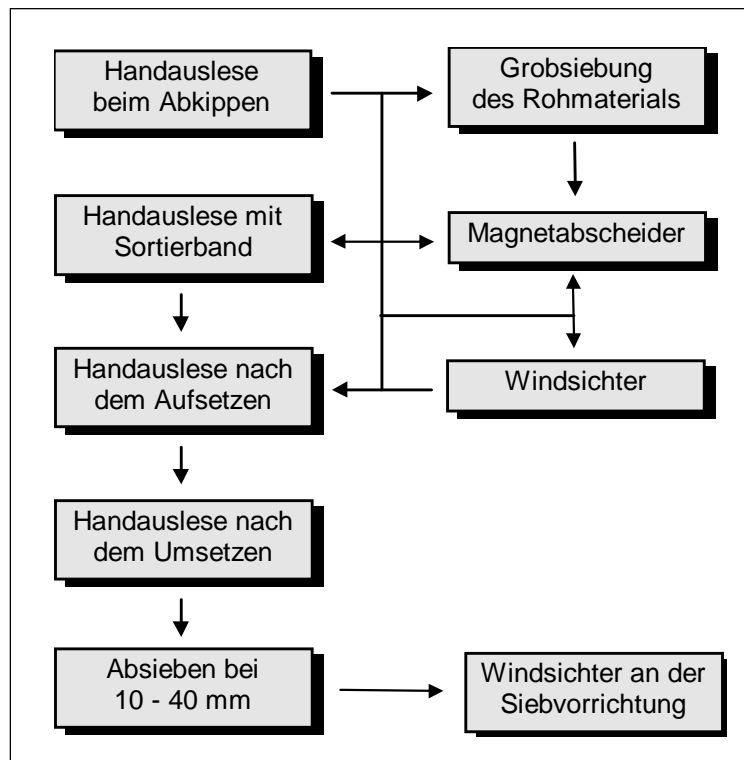 Handauslese
beim Abkippen
Grobsiebung
des Rohmaterials
Handauslese mit
Sortierband
Magnetabscheider
Handauslese nach
dem Aufsetzen
Windsichter
Handauslese nach
dem Umsetzen
Absieben bei
10 - 40 mm
Windsichter an der
Siebvorrichtung